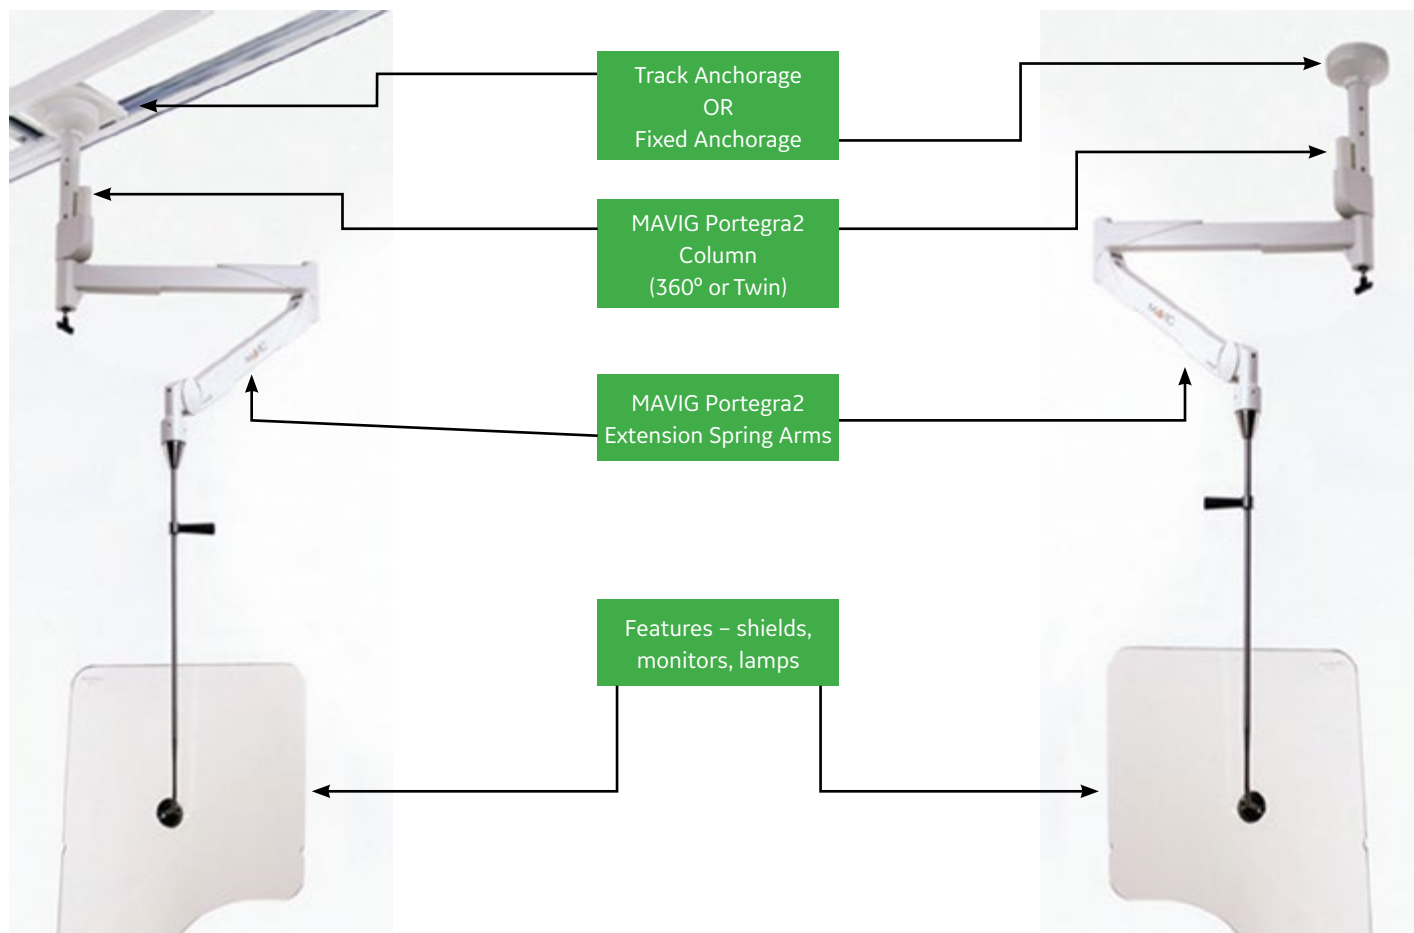 Track Anchorage
OR
Fixed Anchorage
MAVIG Portegra2
Column
(360º or Twin)
MAVIG Portegra2
Extension Spring Arms
Features – shields,
monitors, lamps